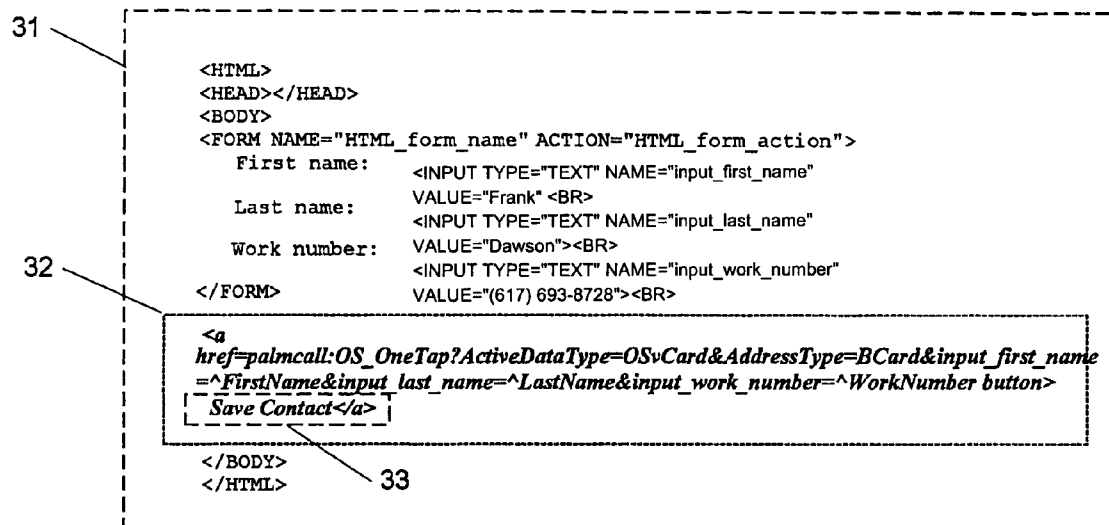 31
<HTML>
<HEAD></HEAD>
<BODY>
<FORM NAME="HTML_form_name" ACTION="HTML_form_action">
First name: <INPUT TYPE="TEXT" NAME="input_first_name"
VALUE="Frank" <BR>
Last name: <INPUT TYPE="TEXT" NAME="input_last_name"
Work number: VALUE="Dawson"><BR>
<INPUT TYPE="TEXT" NAME="input_work_number"
</FORM> VALUE="(617) 693-8728"><BR>
32
<a
href=palmcall:OS_OneTap?ActiveDataType=OSvCard&AddressType=BCard&input_first_name
=^FirstName&input_last_name=^LastName&input_work_number=^WorkNumber button>
Save Contact</a>
</BODY>
</HTML>
33